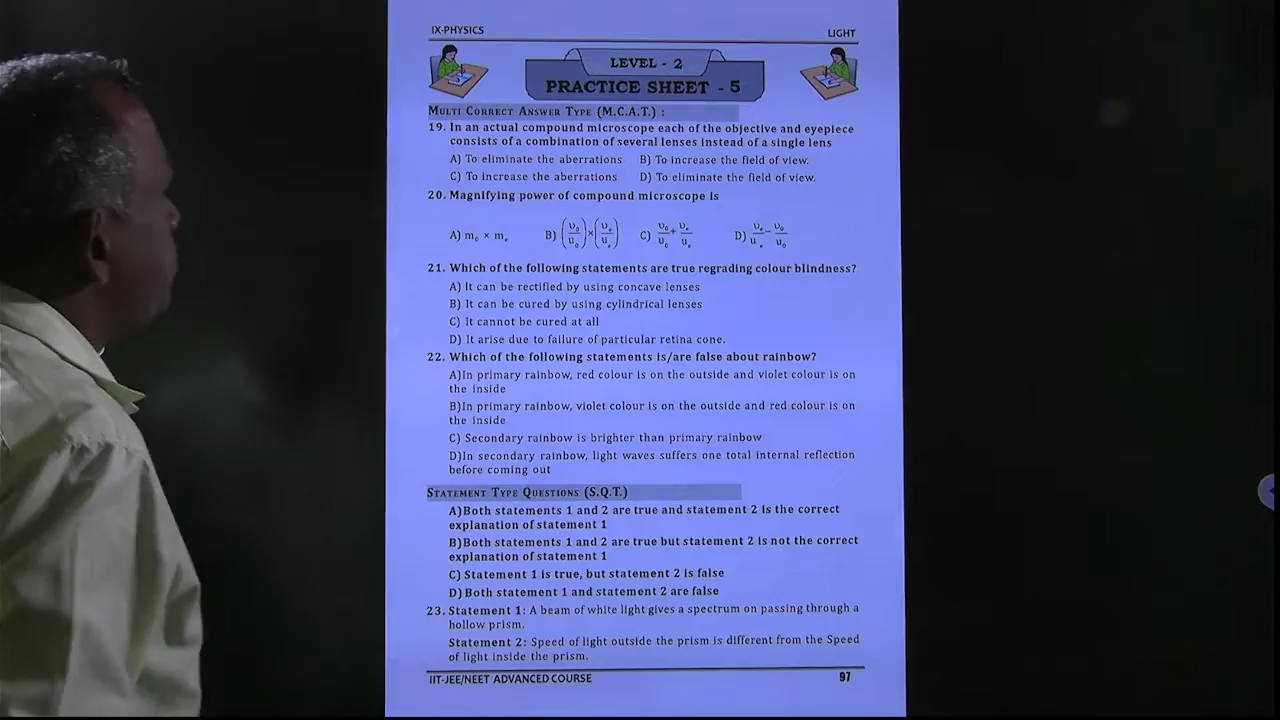 IX-PHYSICS
LIGHT
LEVEL - 2
PRACTICE SHEET - 5
MULTI CORRECT ANSWER TYPE (M.C.A.T.) :
19. In an actual compound microscope each of the objective and eyepiece
consists of a combination of several lenses instead of a single lens
A) To eliminate the aberrations B) To increase the field of view.
C) To increase the aberrations D) To eliminate the field of view.
20. Magnifying power of compound microscope is
A) m₀ × mₑ B) (υ₀/u₀)×(υₑ/uₑ) C) υ₀/u₀+υₑ/uₑ D) υₑ/uₑ−υ₀/u₀
21. Which of the following statements are true regrading colour blindness?
A) It can be rectified by using concave lenses
B) It can be cured by using cylindrical lenses
C) It cannot be cured at all
D) It arise due to failure of particular retina cone.
22. Which of the following statements is/are false about rainbow?
A)In primary rainbow, red colour is on the outside and violet colour is on
the inside
B)In primary rainbow, violet colour is on the outside and red colour is on
the inside
C) Secondary rainbow is brighter than primary rainbow
D)In secondary rainbow, light waves suffers one total internal reflection
before coming out
STATEMENT TYPE QUESTIONS (S.Q.T.)
A)Both statements 1 and 2 are true and statement 2 is the correct
explanation of statement 1
B)Both statements 1 and 2 are true but statement 2 is not the correct
explanation of statement 1
C) Statement 1 is true, but statement 2 is false
D) Both statement 1 and statement 2 are false
23. Statement 1: A beam of white light gives a spectrum on passing through a
hollow prism.
Statement 2: Speed of light outside the prism is different from the Speed
of light inside the prism.
IIT-JEE/NEET ADVANCED COURSE
97